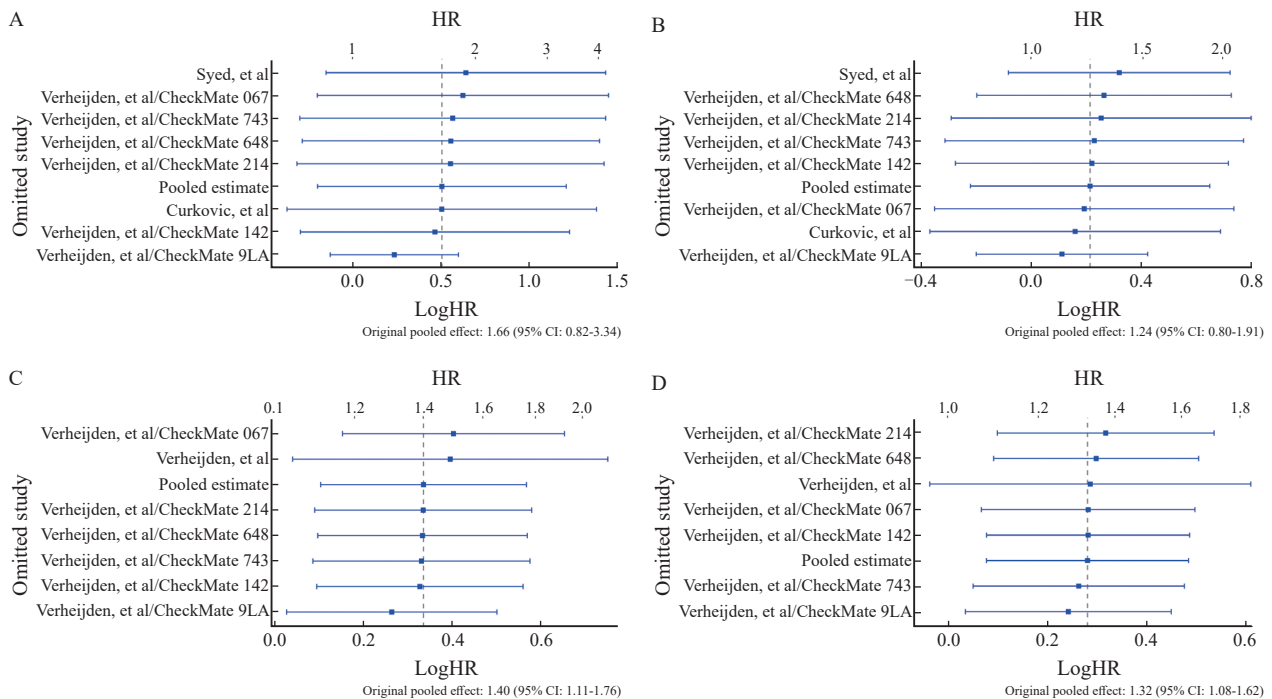 A
HR
1 2 3 4
Omitted study
Syed, et al
Verheijden, et al/CheckMate 067
Verheijden, et al/CheckMate 743
Verheijden, et al/CheckMate 648
Verheijden, et al/CheckMate 214
Pooled estimate
Curkovic, et al
Verheijden, et al/CheckMate 142
Verheijden, et al/CheckMate 9LA
0.0 0.5 1.0 1.5
LogHR
Original pooled effect: 1.66 (95% CI: 0.82-3.34)
B
HR
1.0 1.5 2.0
Omitted study
Syed, et al
Verheijden, et al/CheckMate 648
Verheijden, et al/CheckMate 214
Verheijden, et al/CheckMate 743
Verheijden, et al/CheckMate 142
Pooled estimate
Verheijden, et al/CheckMate 067
Curkovic, et al
Verheijden, et al/CheckMate 9LA
−0.4 0.0 0.4 0.8
LogHR
Original pooled effect: 1.24 (95% CI: 0.80-1.91)
C
HR
0.1 1.2 1.4 1.6 1.8 2.0
Omitted study
Verheijden, et al/CheckMate 067
Verheijden, et al
Pooled estimate
Verheijden, et al/CheckMate 214
Verheijden, et al/CheckMate 648
Verheijden, et al/CheckMate 743
Verheijden, et al/CheckMate 142
Verheijden, et al/CheckMate 9LA
0.0 0.2 0.4 0.6
LogHR
Original pooled effect: 1.40 (95% CI: 1.11-1.76)
D
HR
1.0 1.2 1.4 1.6 1.8
Omitted study
Verheijden, et al/CheckMate 214
Verheijden, et al/CheckMate 648
Verheijden, et al
Verheijden, et al/CheckMate 067
Verheijden, et al/CheckMate 142
Pooled estimate
Verheijden, et al/CheckMate 743
Verheijden, et al/CheckMate 9LA
0.0 0.2 0.4 0.6
LogHR
Original pooled effect: 1.32 (95% CI: 1.08-1.62)